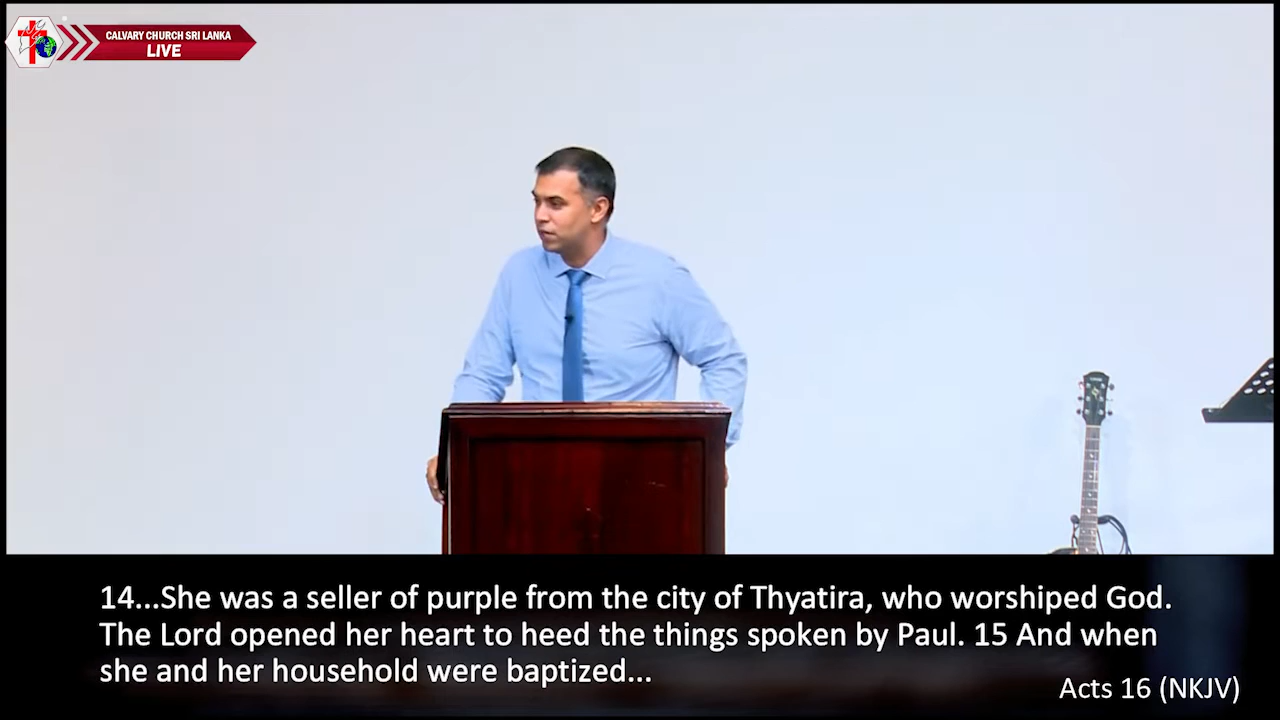 CALVARY CHURCH SRI LANKA
LIVE
14...She was a seller of purple from the city of Thyatira, who worshiped God.
The Lord opened her heart to heed the things spoken by Paul. 15 And when
she and her household were baptized...
Acts 16 (NKJV)